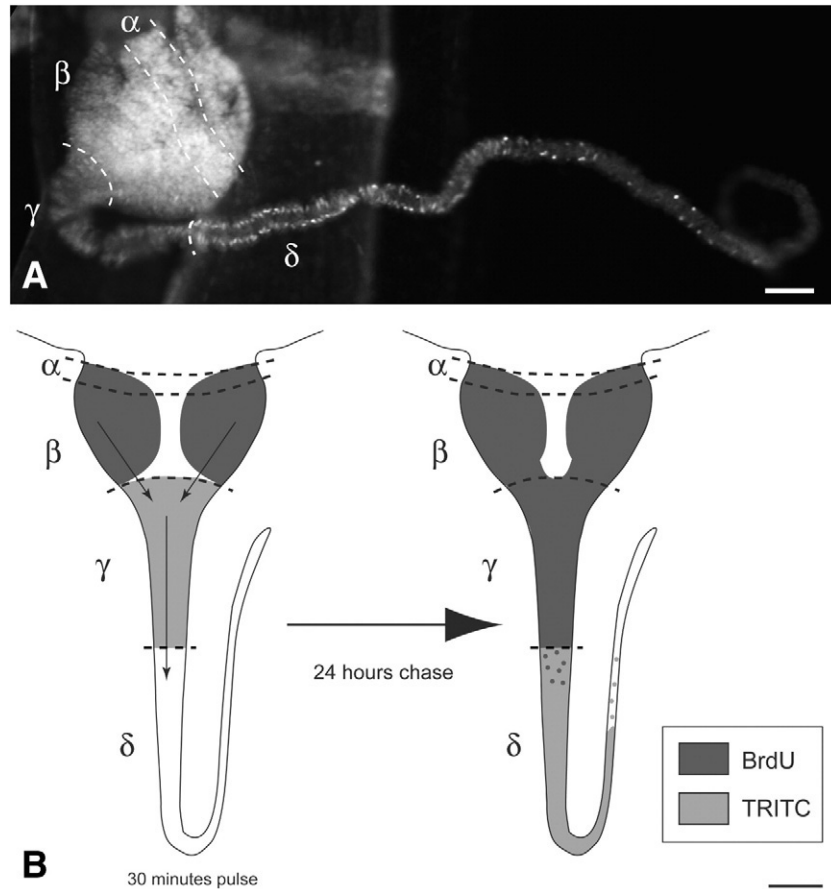 α
β
γ
δ
A
α
β
γ
δ
30 minutes pulse
24 hours chase
α
β
γ
δ
BrdU
TRITC
B